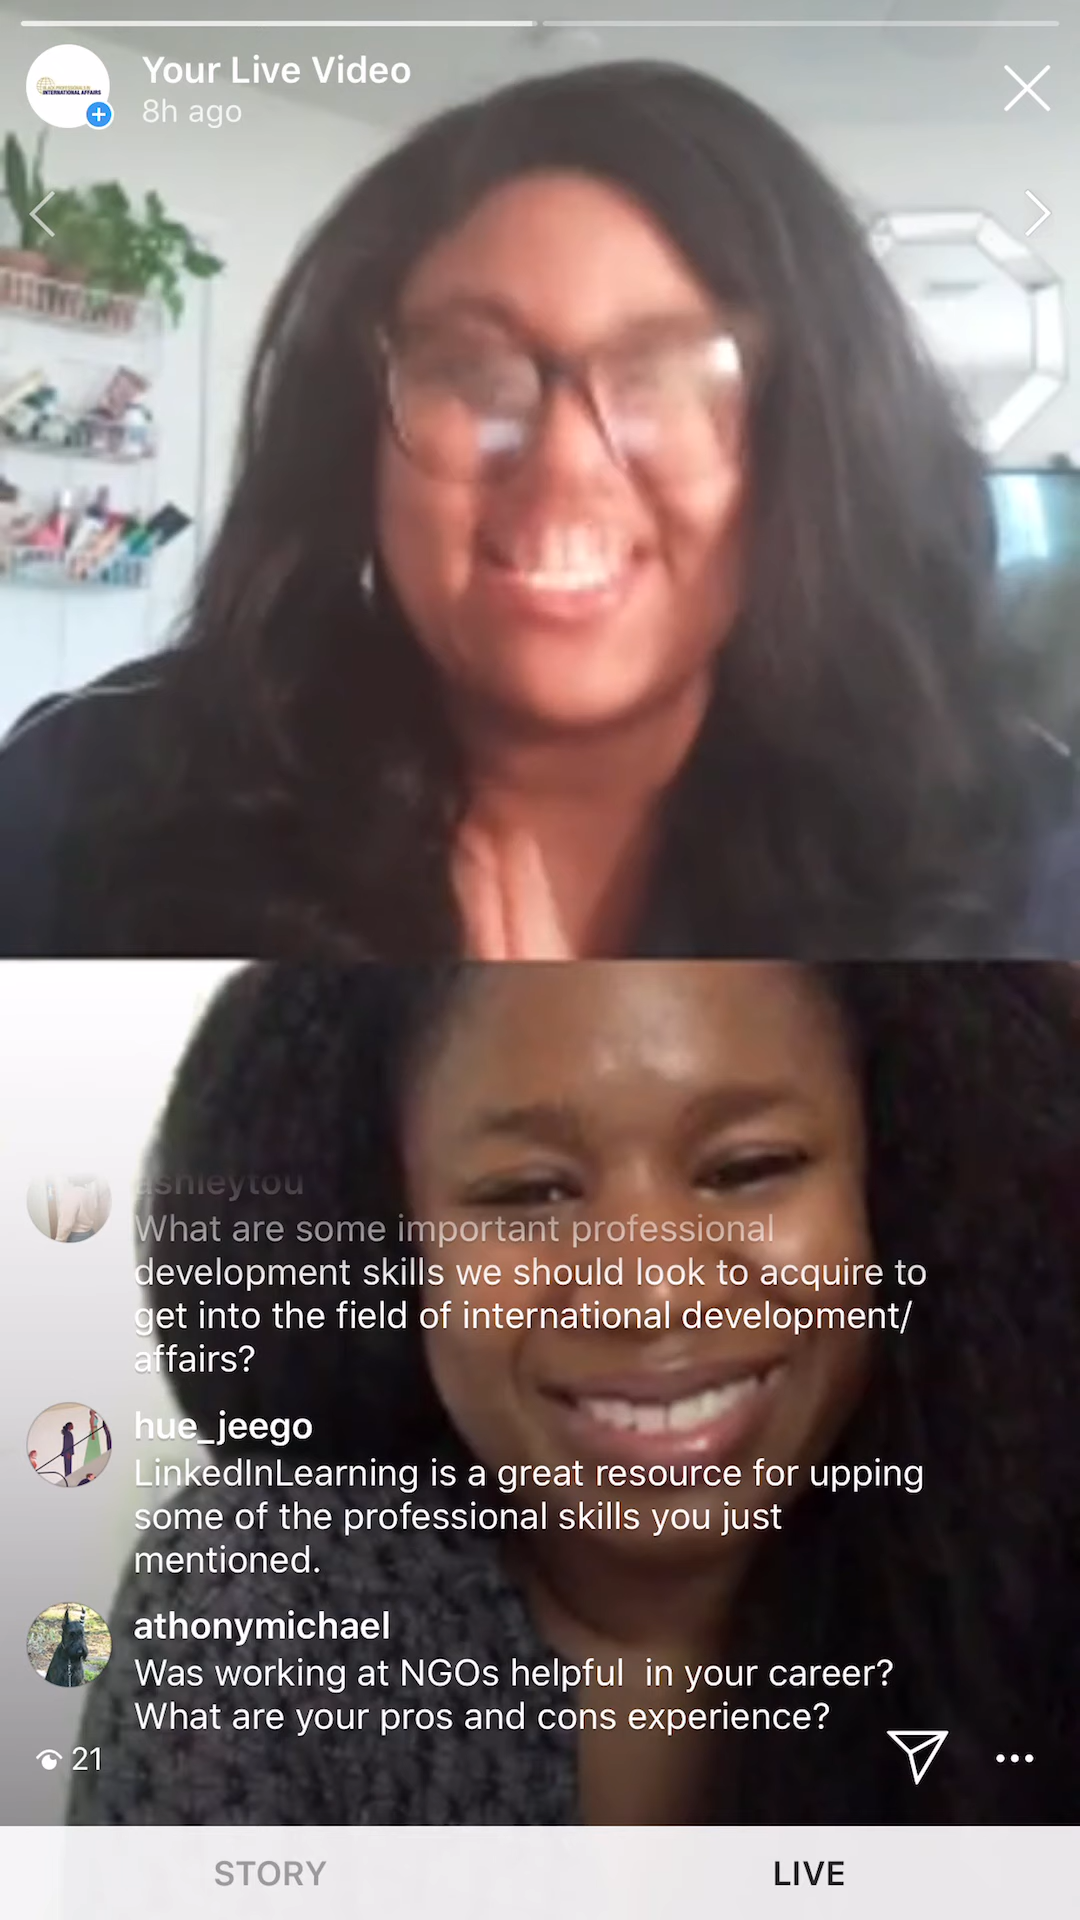 Your Live Video
8h ago
INTERNATIONAL AFFAIRS
ashleytou
What are some important professional
development skills we should look to acquire to
get into the field of international development/
affairs?
hue_jeego
LinkedInLearning is a great resource for upping
some of the professional skills you just
mentioned.
athonymichael
Was working at NGOs helpful in your career?
What are your pros and cons experience?
21
STORY
LIVE